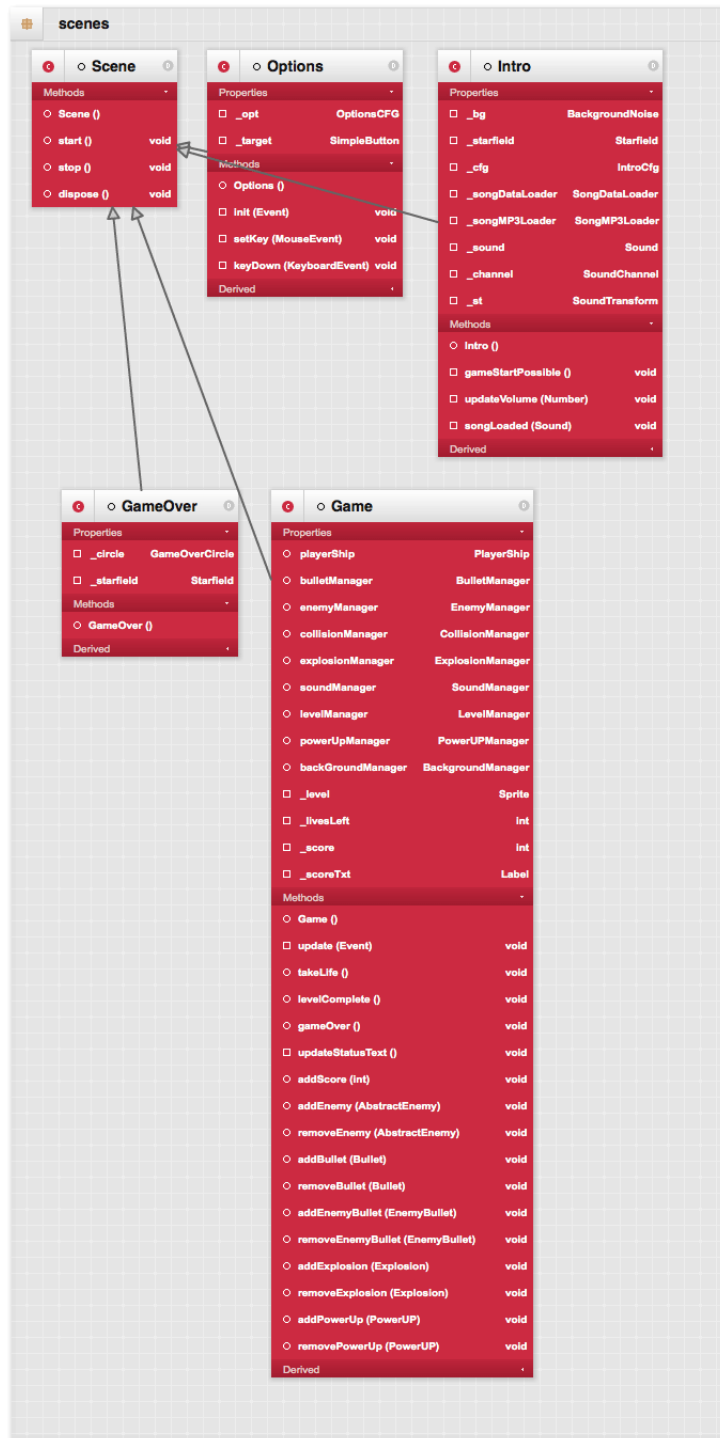 scenes
C Scene D
Methods
Scene ()
start () void
stop () void
dispose () void
C Options D
Properties
_opt OptionsCFG
_target SimpleButton
Methods
Options ()
init (Event) void
setKey (MouseEvent) void
keyDown (KeyboardEvent) void
Derived
C Intro D
Properties
_bg BackgroundNoise
_starfield Starfield
_cfg IntroCfg
_songDataLoader SongDataLoader
_songMP3Loader SongMP3Loader
_sound Sound
_channel SoundChannel
_st SoundTransform
Methods
Intro ()
gameStartPossible () void
updateVolume (Number) void
songLoaded (Sound) void
Derived
C GameOver D
Properties
_circle GameOverCircle
_starfield Starfield
Methods
GameOver ()
Derived
C Game D
Properties
playerShip PlayerShip
bulletManager BulletManager
enemyManager EnemyManager
collisionManager CollisionManager
explosionManager ExplosionManager
soundManager SoundManager
levelManager LevelManager
powerUpManager PowerUPManager
backGroundManager BackgroundManager
_level Sprite
_livesLeft int
_score int
_scoreTxt Label
Methods
Game ()
update (Event) void
takeLife () void
levelComplete () void
gameOver () void
updateStatusText () void
addScore (int) void
addEnemy (AbstractEnemy) void
removeEnemy (AbstractEnemy) void
addBullet (Bullet) void
removeBullet (Bullet) void
addEnemyBullet (EnemyBullet) void
removeEnemyBullet (EnemyBullet) void
addExplosion (Explosion) void
removeExplosion (Explosion) void
addPowerUp (PowerUP) void
removePowerUp (PowerUP) void
Derived